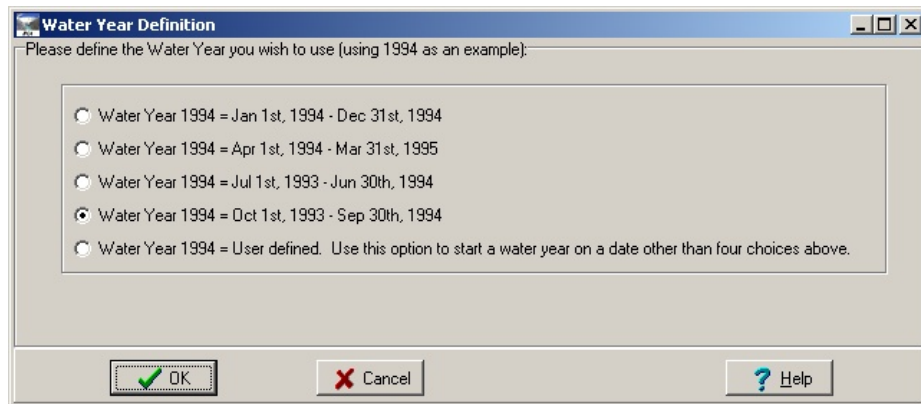 Water Year Definition
Please define the Water Year you wish to use (using 1994 as an example):
Water Year 1994 = Jan 1st, 1994 - Dec 31st, 1994
Water Year 1994 = Apr 1st, 1994 - Mar 31st, 1995
Water Year 1994 = Jul 1st, 1993 - Jun 30th, 1994
Water Year 1994 = Oct 1st, 1993 - Sep 30th, 1994
Water Year 1994 = User defined.  Use this option to start a water year on a date other than four choices above.
OK
Cancel
Help